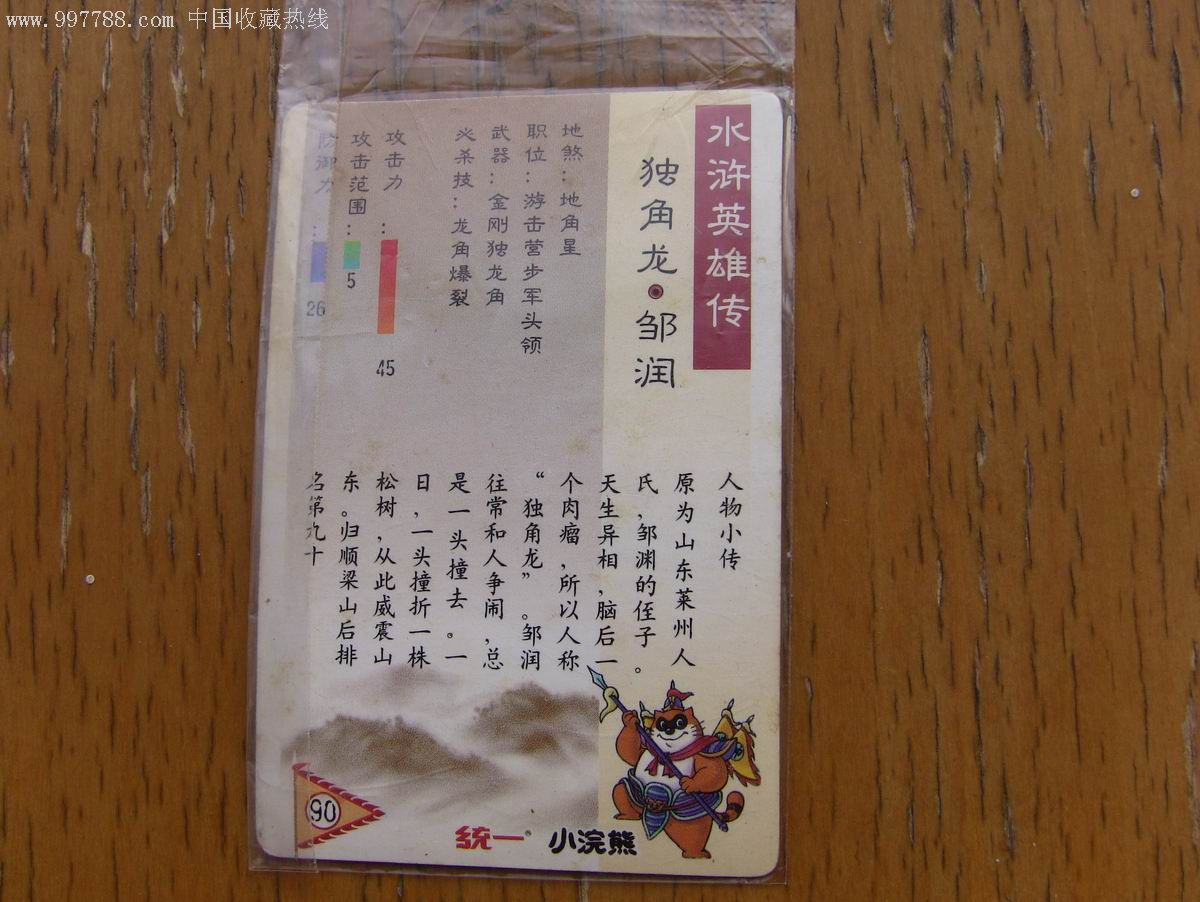 www.997788.com 中国收藏热线
水浒英雄传
独角龙·邹润
地煞:地角星
职位:游击营步军头领
武器:金刚独龙角
必杀技:龙角爆裂
攻击力:
45
攻击范围:
5
防御力:
26
人物小传
原为山东莱州人
氏,邹渊的侄子。
天生异相,脑后一
个肉瘤,所以人称
“独角龙”。邹润
往常和人争闹,总
是一头撞去。一
日,一头撞折一株
松树,从此威震山
东。归顺梁山后排
名第九十
90
统一® 小浣熊